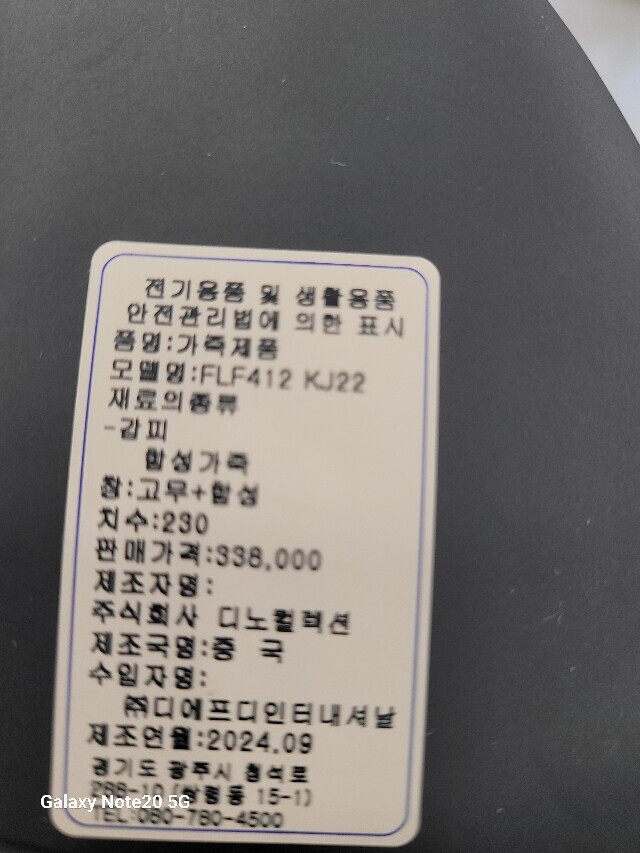 전기용품 및 생활용품
안전관리법에 의한 표시
품명:가죽제품
모델명:FLF412 KJ22
재료의종류
-갑피
합성가죽
창:고무+합성
치수:230
판매가격:338,000
제조자명:
주식회사 디노컬렉션
제조국명:중 국
수입자명:
㈜디에프디인터내셔날
제조연월:2024.09
경기도 광주시 첨석로
15-1)
TEL:080-780-4500
Galaxy Note20 5G